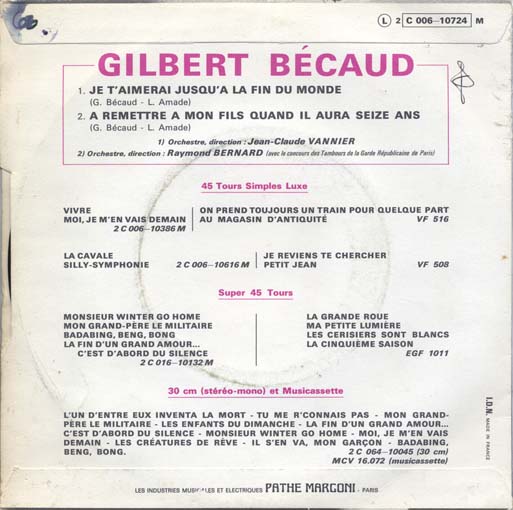 Ⓛ 2 C 006-10724 M
GILBERT BÉCAUD
1. JE T'AIMERAI JUSQU'A LA FIN DU MONDE
(G. Bécaud - L. Amade)
2. A REMETTRE A MON FILS QUAND IL AURA SEIZE ANS
(G. Bécaud - L. Amade)
1) Orchestre, direction : Jean-Claude VANNIER
2) Orchestre, direction : Raymond BERNARD (avec le concours des Tambours de la Garde Républicaine de Paris)
45 Tours Simples Luxe
VIVRE
MOI, JE M'EN VAIS DEMAIN
2 C 006-10386 M
ON PREND TOUJOURS UN TRAIN POUR QUELQUE PART
AU MAGASIN D'ANTIQUITÉ VF 516
LA CAVALE
SILLY-SYMPHONIE 2 C 006-10616 M
JE REVIENS TE CHERCHER
PETIT JEAN VF 508
Super 45 Tours
MONSIEUR WINTER GO HOME
MON GRAND-PÈRE LE MILITAIRE
BADABING, BENG, BONG
LA FIN D'UN GRAND AMOUR...
C'EST D'ABORD DU SILENCE
2 C 016-10132 M
LA GRANDE ROUE
MA PETITE LUMIÈRE
LES CERISIERS SONT BLANCS
LA CINQUIÈME SAISON
EGF 1011
30 cm (stéréo-mono) et Musicassette
L'UN D'ENTRE EUX INVENTA LA MORT - TU ME R'CONNAIS PAS - MON GRAND-
PÈRE LE MILITAIRE - LES ENFANTS DU DIMANCHE - LA FIN D'UN GRAND AMOUR...
C'EST D'ABORD DU SILENCE - MONSIEUR WINTER GO HOME - MOI, JE M'EN VAIS
DEMAIN - LES CRÉATURES DE RÊVE - IL S'EN VA, MON GARÇON - BADABING,
BENG, BONG. 2 C 064-10045 (30 cm)
MCV 16.072 (musicassette)
I.D.N. MADE IN FRANCE
LES INDUSTRIES MUSICALES ET ELECTRIQUES PATHE MARCONI - PARIS